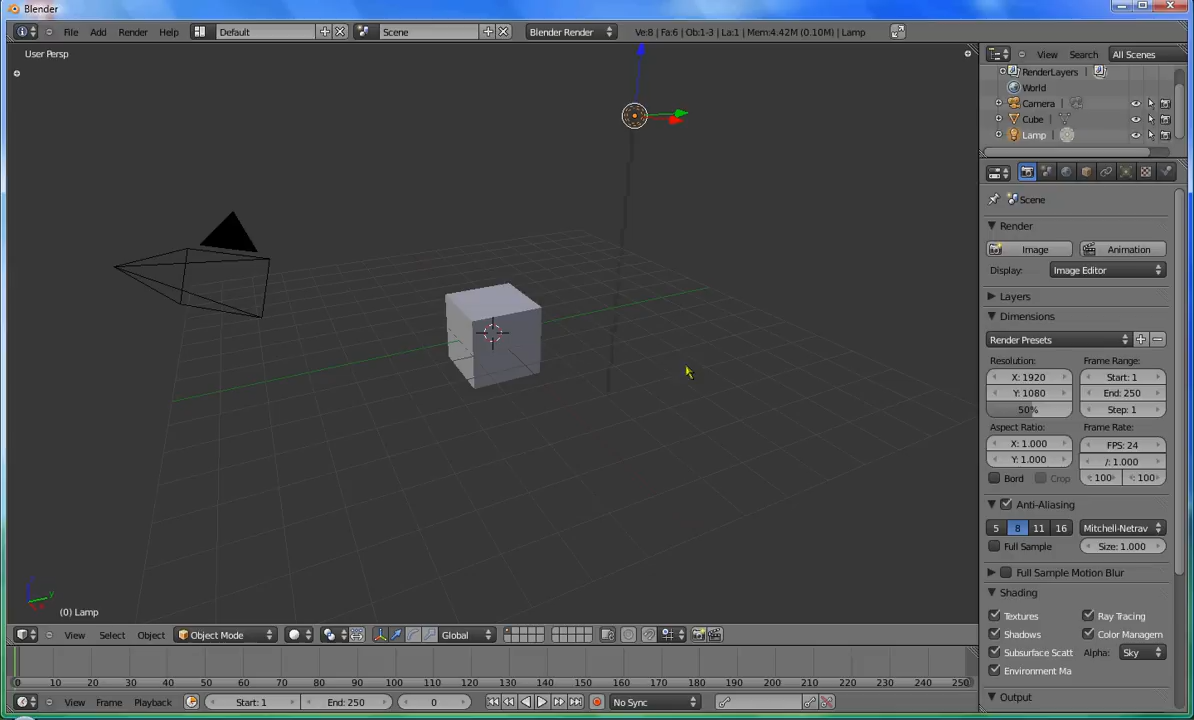 Blender
File Add Render Help Default Scene Blender Render Ve:8 | Fa:6 | Ob:1-3 | La:1 | Mem:4.42M (0.10M) | Lamp
User Persp
View Search All Scenes
RenderLayers
World
Camera
Cube
Lamp
Scene
Render
Image Animation
Display: Image Editor
Layers
Dimensions
Render Presets
Resolution: Frame Range:
X: 1920 Start: 1
Y: 1080 End: 250
50% Step: 1
Aspect Ratio: Frame Rate:
X: 1.000 FPS: 24
Y: 1.000 /: 1.000
Bord Crop : 100 : 100
Anti-Aliasing
5 8 11 16 Mitchell-Netrav
Full Sample Size: 1.000
Full Sample Motion Blur
Shading
Textures Ray Tracing
Shadows Color Managem
Subsurface Scatt Alpha: Sky
Environment Ma
Output
z y x
(0) Lamp
View Select Object Object Mode Global
0 10 20 30 40 50 60 70 80 90 100 110 120 130 140 150 160 170 180 190 200 210 220 230 240 250
View Frame Playback Start: 1 End: 250 0 No Sync